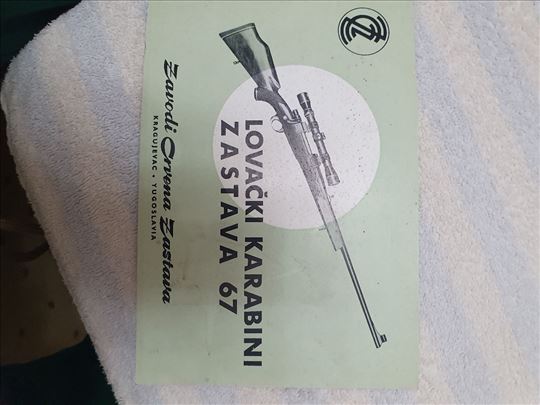 LOVAČKI KARABINI
ZASTAVA 67
Zavodi Crvena Zastava
KRAGUJEVAC • YUGOSLAVIA